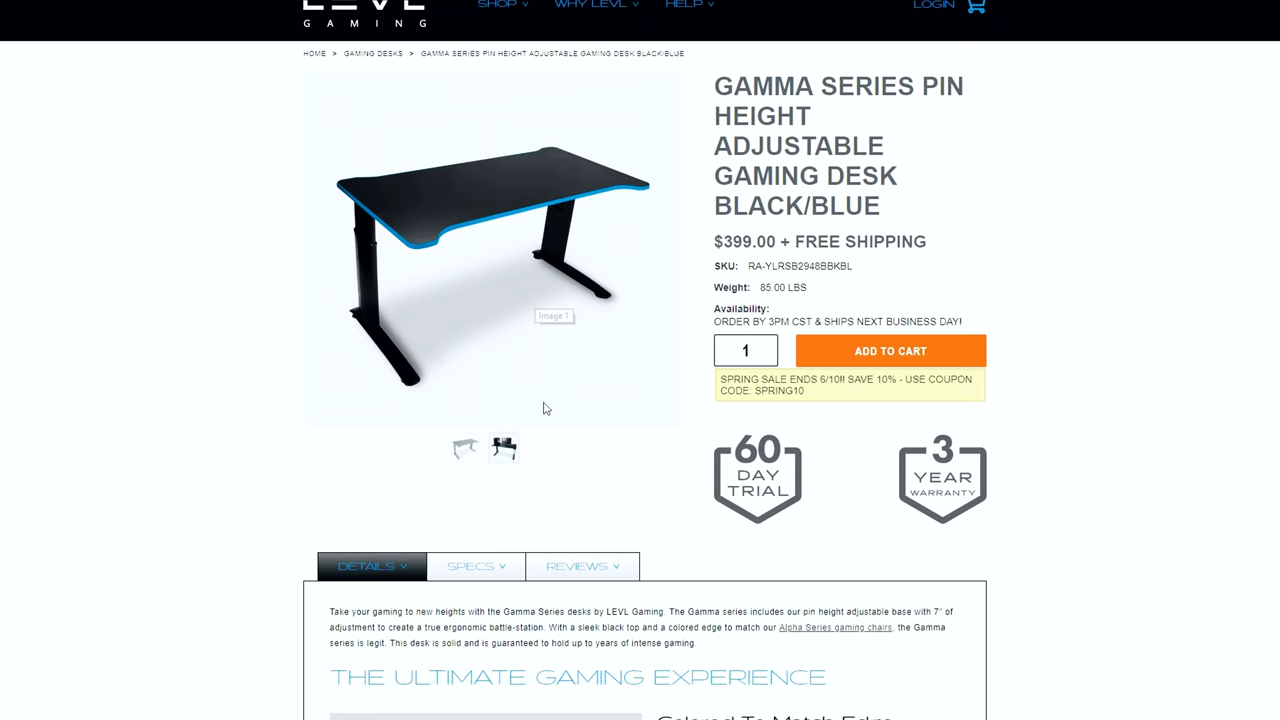 LEVL
GAMING
SHOP
WHY LEVL
HELP
LOGIN
HOME > GAMING DESKS > GAMMA SERIES PIN HEIGHT ADJUSTABLE GAMING DESK BLACK/BLUE
GAMMA SERIES PIN
HEIGHT
ADJUSTABLE
GAMING DESK
BLACK/BLUE
$399.00 + FREE SHIPPING
SKU: RA-YLRSB2948BBKBL
Weight: 85.00 LBS
Availability:
ORDER BY 3PM CST & SHIPS NEXT BUSINESS DAY!
Image 1
1
ADD TO CART
SPRING SALE ENDS 6/10!! SAVE 10% - USE COUPON
CODE: SPRING10
60
DAY
TRIAL
3
YEAR
WARRANTY
DETAILS
SPECS
REVIEWS
Take your gaming to new heights with the Gamma Series desks by LEVL Gaming. The Gamma series includes our pin height adjustable base with 7" of
adjustment to create a true ergonomic battle-station. With a sleek black top and a colored edge to match our Alpha Series gaming chairs, the Gamma
series is legit. This desk is solid and is guaranteed to hold up to years of intense gaming.
THE ULTIMATE GAMING EXPERIENCE
Colored To Match Edge